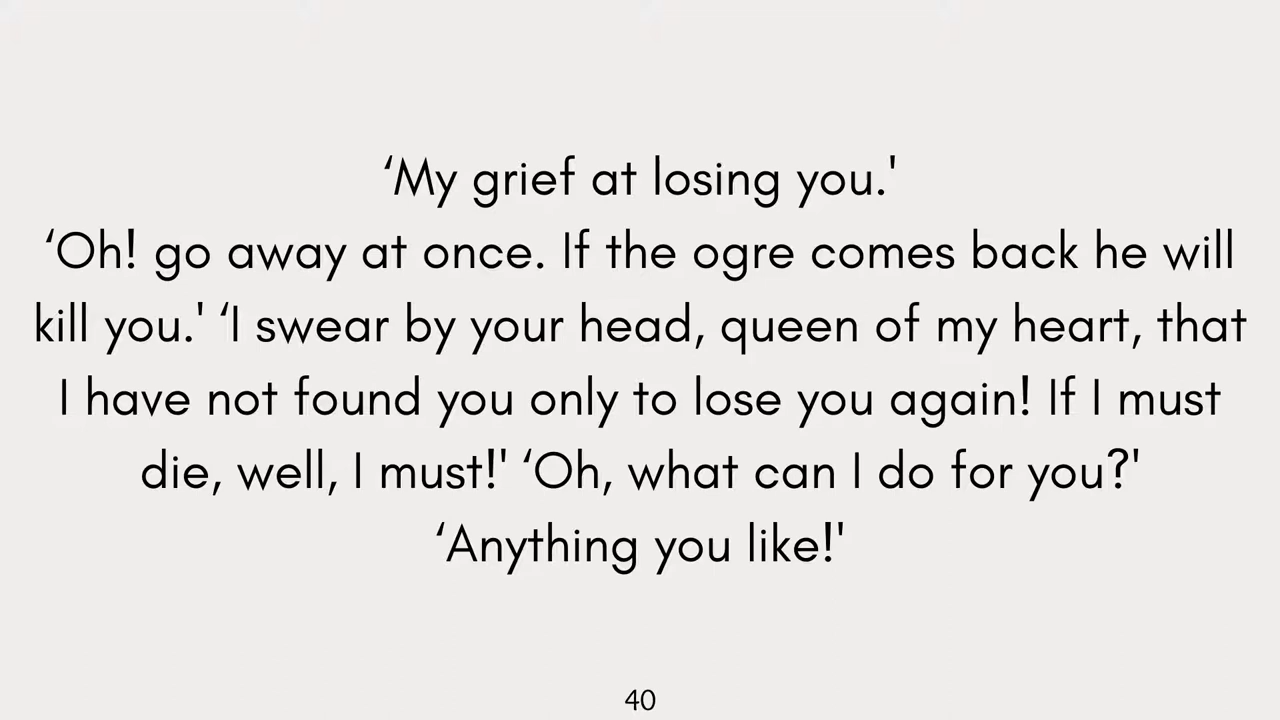 ‘My grief at losing you.'
‘Oh! go away at once. If the ogre comes back he will
kill you.' ‘I swear by your head, queen of my heart, that
I have not found you only to lose you again! If I must
die, well, I must!' ‘Oh, what can I do for you?'
‘Anything you like!'
40